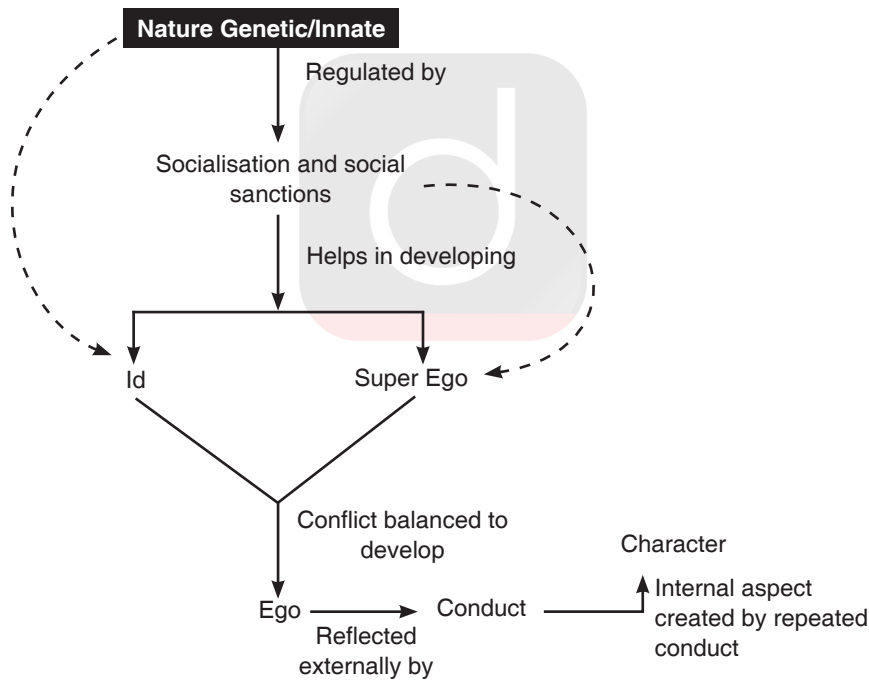 Nature Genetic/Innate
Regulated by
Socialisation and social
sanctions
Helps in developing
Id
Super Ego
Conflict balanced to
develop
Character
Ego
Conduct
Internal aspect
created by repeated
conduct
Reflected
externally by